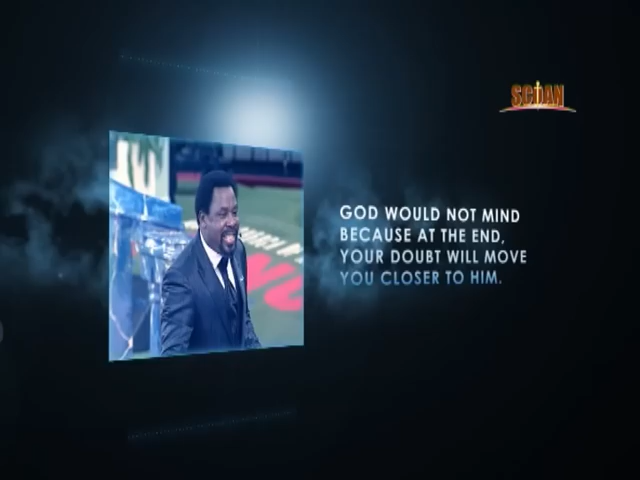 SCOAN
GOD WOULD NOT MIND
BECAUSE AT THE END,
YOUR DOUBT WILL MOVE
YOU CLOSER TO HIM.